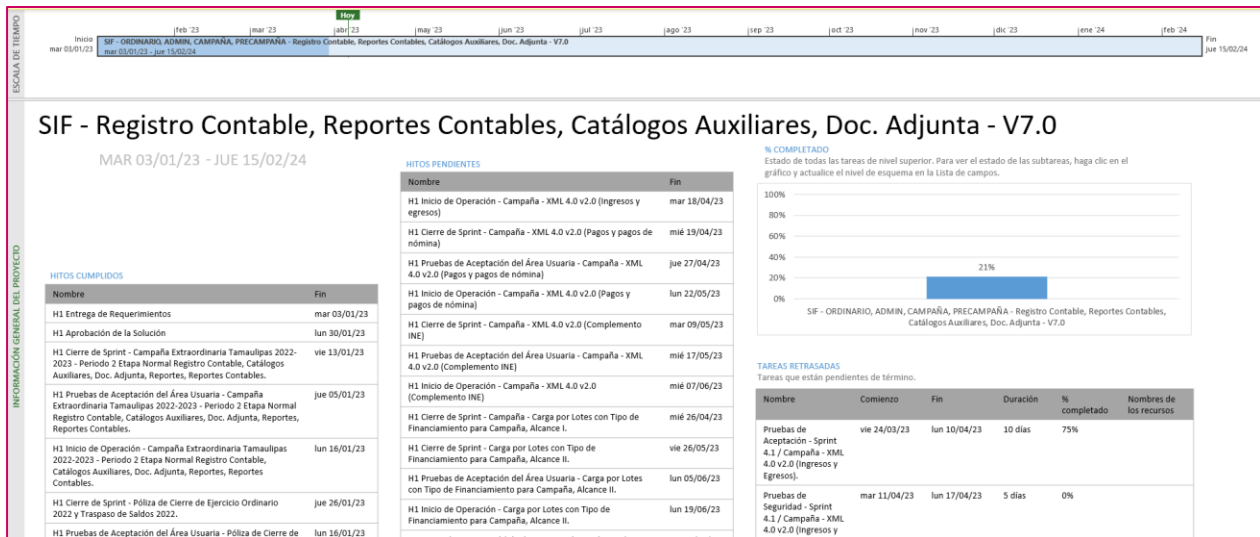 ESCALA DE TIEMPO
Hoy
feb '23
mar '23
abr '23
may '23
jun '23
jul '23
ago '23
sep '23
oct '23
nov '23
dic '23
ene '24
feb '24
Inicio
mar 03/01/23
SIF - ORDINARIO, ADMIN, CAMPAÑA, PRECAMPAÑA - Registro Contable, Reportes Contables, Catálogos Auxiliares, Doc. Adjunta - V7.0
mar 03/01/23 - jue 15/02/24
Fin
jue 15/02/24
INFORMACIÓN GENERAL DEL PROYECTO
SIF - Registro Contable, Reportes Contables, Catálogos Auxiliares, Doc. Adjunta - V7.0
MAR 03/01/23 - JUE 15/02/24
HITOS CUMPLIDOS
Nombre Fin
H1 Entrega de Requerimientos mar 03/01/23
H1 Aprobación de la Solución lun 30/01/23
H1 Cierre de Sprint - Campaña Extraordinaria Tamaulipas 2022- vie 13/01/23
2023 - Periodo 2 Etapa Normal Registro Contable, Catálogos
Auxiliares, Doc. Adjunta, Reportes, Reportes Contables.
H1 Pruebas de Aceptación del Área Usuaria - Campaña jue 05/01/23
Extraordinaria Tamaulipas 2022-2023 - Periodo 2 Etapa Normal
Registro Contable, Catálogos Auxiliares, Doc. Adjunta, Reportes,
Reportes Contables.
H1 Inicio de Operación - Campaña Extraordinaria Tamaulipas lun 16/01/23
2022-2023 - Periodo 2 Etapa Normal Registro Contable,
Catálogos Auxiliares, Doc. Adjunta, Reportes, Reportes
Contables.
H1 Cierre de Sprint - Póliza de Cierre de Ejercicio Ordinario jue 26/01/23
2022 y Traspaso de Saldos 2022.
H1 Pruebas de Aceptación del Área Usuaria - Póliza de Cierre de lun 16/01/23
HITOS PENDIENTES
Nombre Fin
H1 Inicio de Operación - Campaña - XML 4.0 v2.0 (Ingresos y mar 18/04/23
egresos)
H1 Cierre de Sprint - Campaña - XML 4.0 v2.0 (Pagos y pagos de mié 19/04/23
nómina)
H1 Pruebas de Aceptación del Área Usuaria - Campaña - XML jue 27/04/23
4.0 v2.0 (Pagos y pagos de nómina)
H1 Inicio de Operación - Campaña - XML 4.0 v2.0 (Pagos y lun 22/05/23
pagos de nómina)
H1 Cierre de Sprint - Campaña - XML 4.0 v2.0 (Complemento mar 09/05/23
INE)
H1 Pruebas de Aceptación del Área Usuaria - Campaña - XML mié 17/05/23
4.0 v2.0 (Complemento INE)
H1 Inicio de Operación - Campaña - XML 4.0 v2.0 mié 07/06/23
(Complemento INE)
H1 Cierre de Sprint - Campaña - Carga por Lotes con Tipo de mié 26/04/23
Financiamiento para Campaña, Alcance I.
H1 Cierre de Sprint - Carga por Lotes con Tipo de vie 26/05/23
Financiamiento para Campaña, Alcance II.
H1 Pruebas de Aceptación del Área Usuaria - Carga por Lotes lun 05/06/23
con Tipo de Financiamiento para Campaña, Alcance II.
H1 Inicio de Operación - Carga por Lotes con Tipo de lun 19/06/23
Financiamiento para Campaña, Alcance II.
% COMPLETADO
Estado de todas las tareas de nivel superior. Para ver el estado de las subtareas, haga clic en el
gráfico y actualice el nivel de esquema en la Lista de campos.
100%
80%
60%
40%
20%
0%
21%
SIF - ORDINARIO, ADMIN, CAMPAÑA, PRECAMPAÑA - Registro Contable, Reportes Contables,
Catálogos Auxiliares, Doc. Adjunta - V7.0
TAREAS RETRASADAS
Tareas que están pendientes de término.
Nombre Comienzo Fin Duración % completado Nombres de los recursos
Pruebas de vie 24/03/23 lun 10/04/23 10 días 75%
Aceptación - Sprint
4.1 / Campaña - XML
4.0 v2.0 (Ingresos y
Egresos).
Pruebas de mar 11/04/23 lun 17/04/23 5 días 0%
Seguridad - Sprint
4.1 / Campaña - XML
4.0 v2.0 (Ingresos y